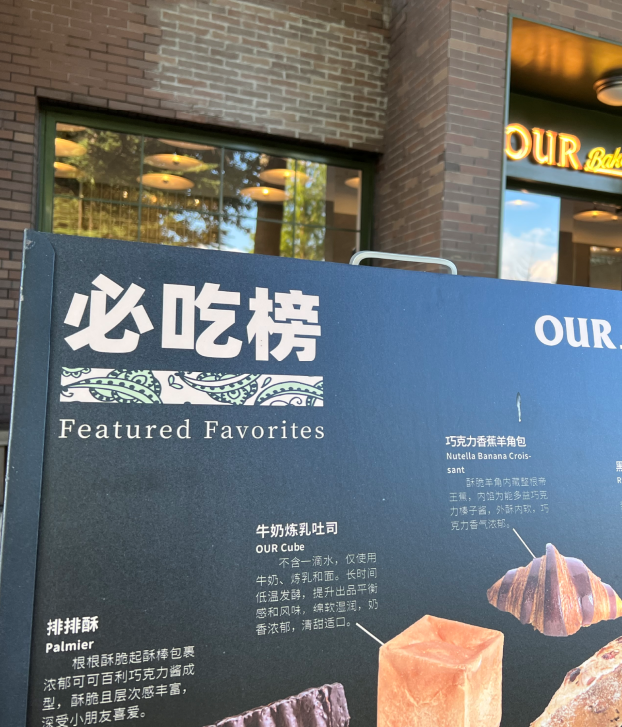 OUR
Bak
必吃榜
OUR
Featured Favorites
巧克力香蕉羊角包
Nutella Banana Crois-
sant
酥脆羊角内藏整根帝
王蕉，内馅为能多益巧克
力榛子酱，外酥内软，巧
克力香气浓郁。
牛奶炼乳吐司
OUR Cube
不含一滴水，仅使用
牛奶、炼乳和面。长时间
低温发酵，提升出品平衡
感和风味，绵软湿润，奶
香浓郁，清甜适口。
排排酥
Palmier
根根酥脆起酥棒包裹
浓郁可可百利巧克力酱成
型，酥脆且层次感丰富，
深受小朋友喜爱。